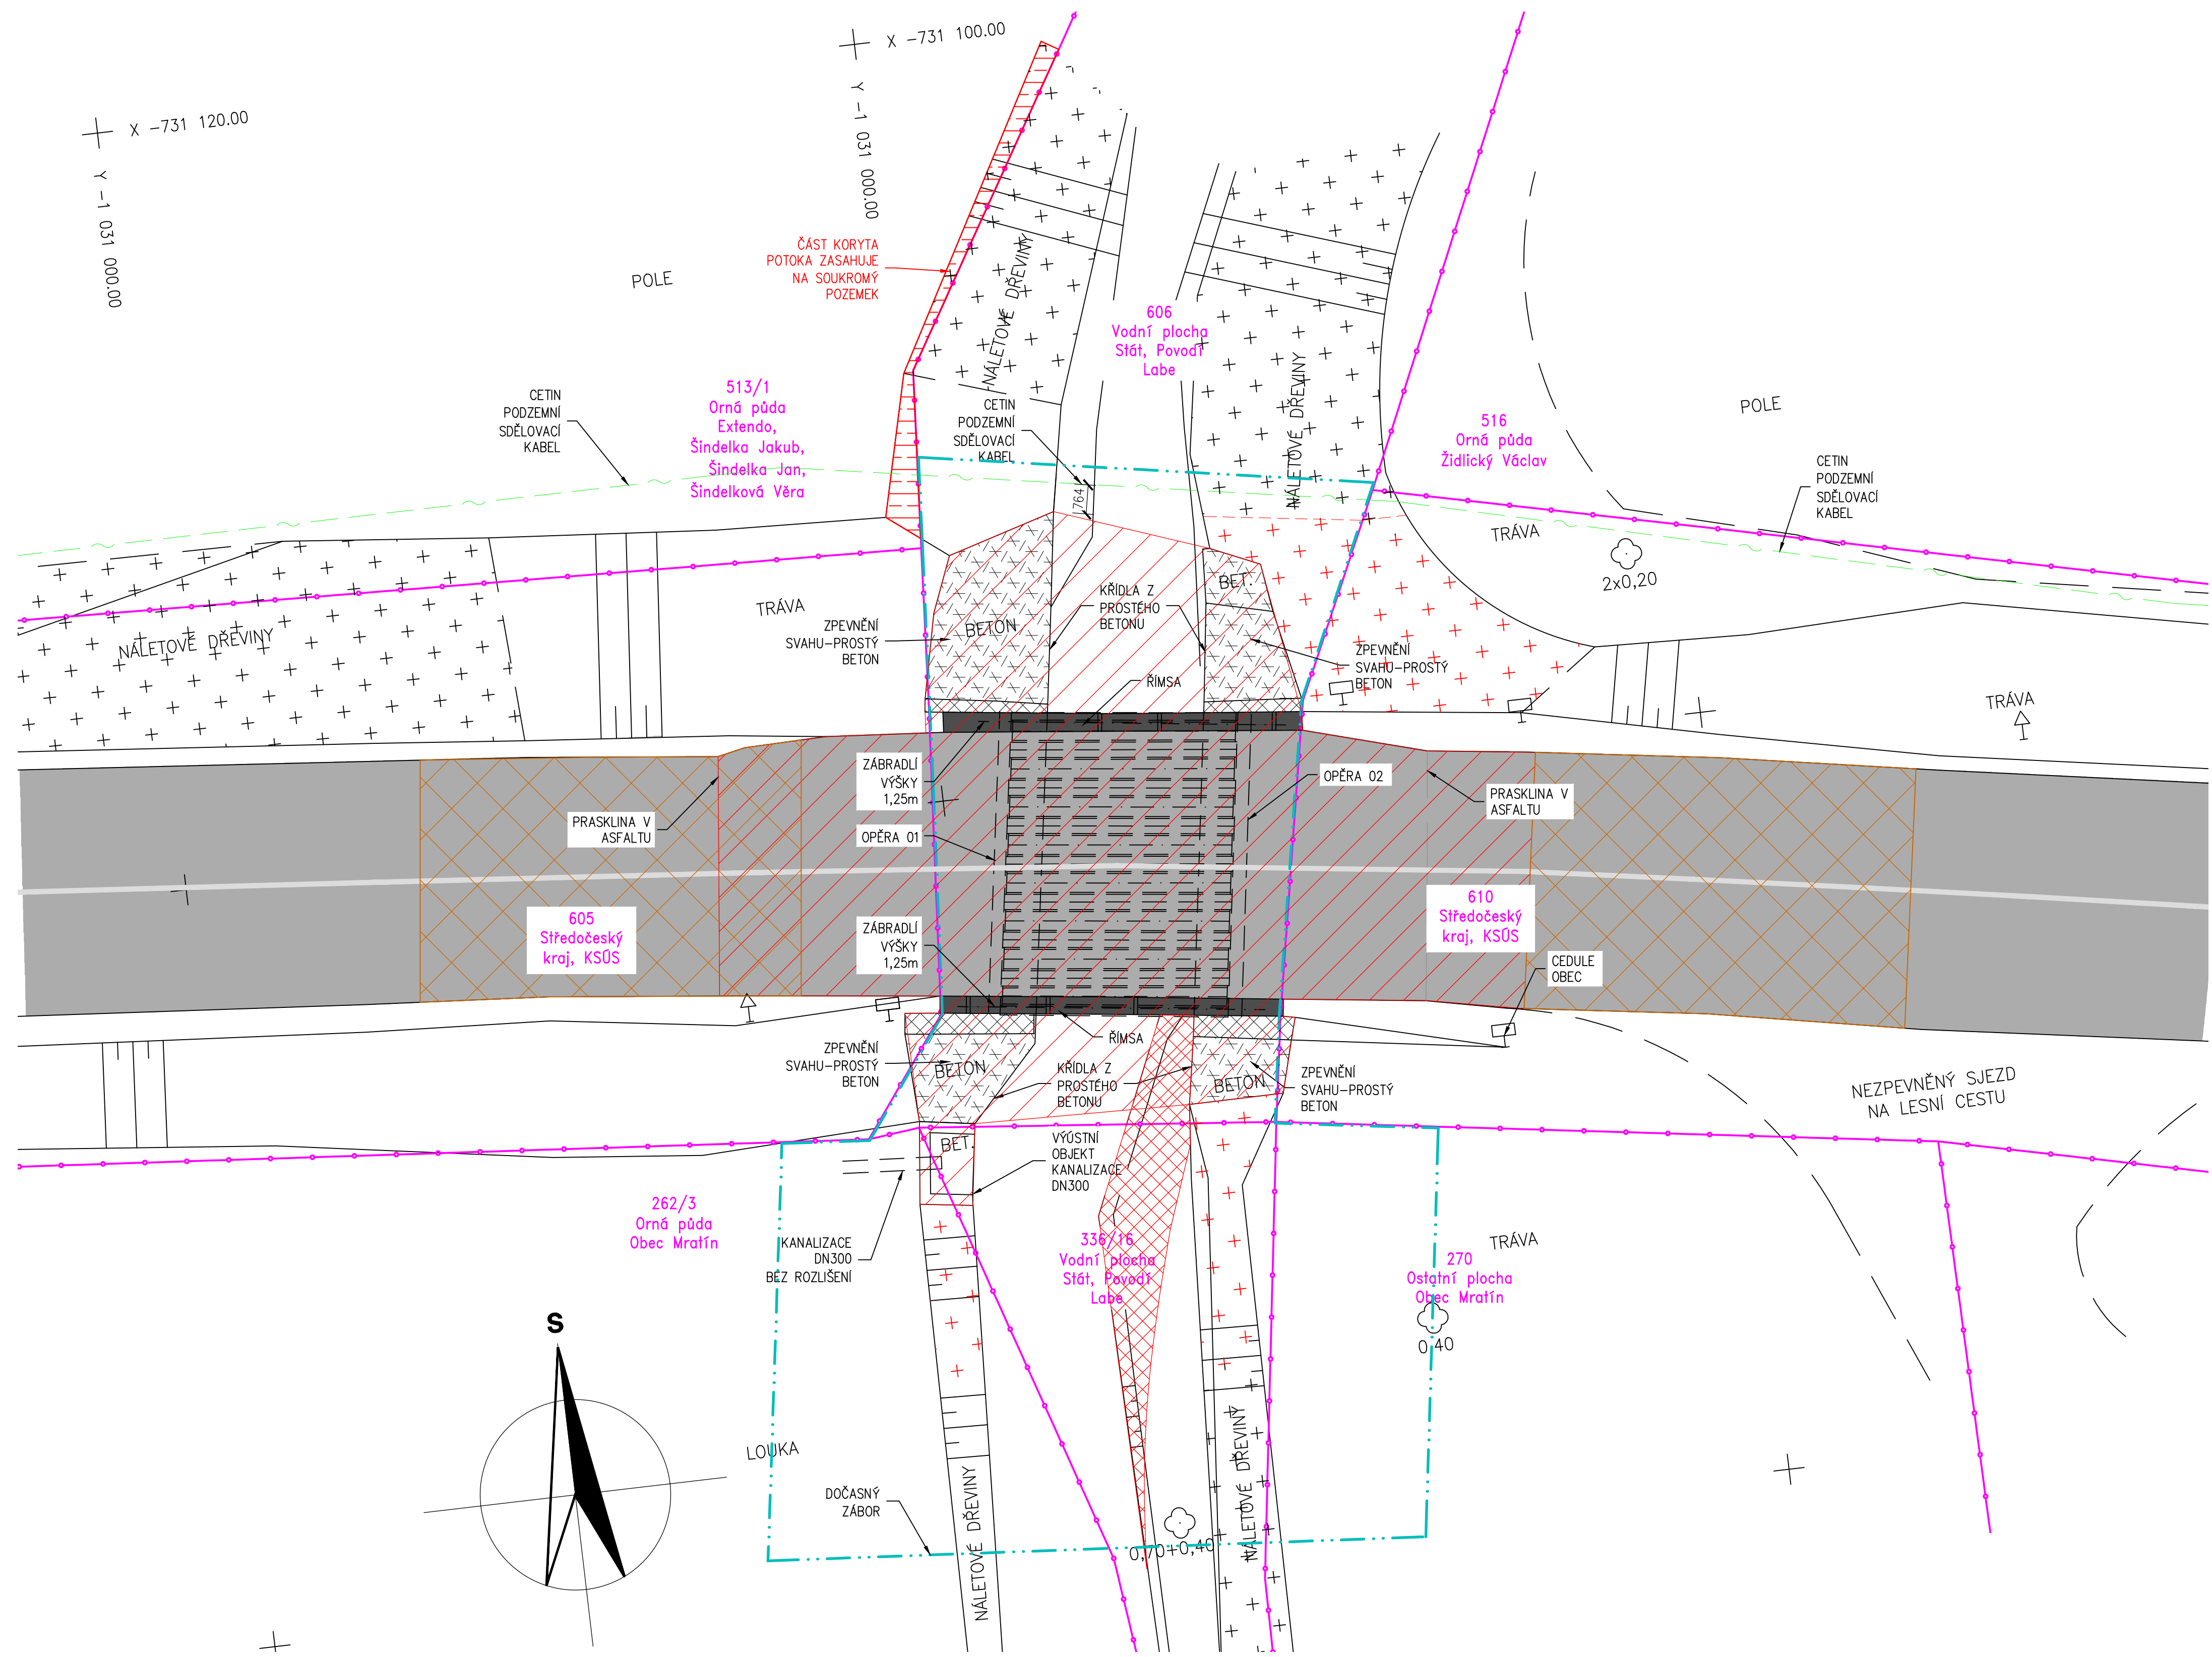 X -731 100.00
Y -1 031 000.00
X -731 120.00
Y -1 031 000.00
ČÁST KORYTA
POTOKA ZASAHUJE
NA SOUKROMÝ
POZEMEK
POLE
NÁLETOVÉ DŘEVINY
606
Vodní plocha
Stát, Povodí
Labe
NÁLETOVÉ DŘEVINY
CETIN
PODZEMNÍ
SDĚLOVACÍ
KABEL
513/1
Orná půda
Extendo,
Šindelka Jakub,
Šindelka Jan,
Šindelková Věra
CETIN
PODZEMNÍ
SDĚLOVACÍ
KABEL
1764
516
Orná půda
Židlický Václav
POLE
CETIN
PODZEMNÍ
SDĚLOVACÍ
KABEL
TRÁVA
2x0,20
NÁLETOVÉ DŘEVINY
TRÁVA
ZPEVNĚNÍ
SVAHU-PROSTÝ
BETON
BETON
KŘÍDLA Z
PROSTÉHO
BETONU
BET.
ZPEVNĚNÍ
SVAHU-PROSTÝ
BETON
ŘÍMSA
TRÁVA
ZÁBRADLÍ
VÝŠKY
1,25m
OPĚRA 02
PRASKLINA V
ASFALTU
PRASKLINA V
ASFALTU
OPĚRA 01
605
Středočeský
kraj, KSÚS
ZÁBRADLÍ
VÝŠKY
1,25m
610
Středočeský
kraj, KSÚS
CEDULE
OBEC
ŘÍMSA
ZPEVNĚNÍ
SVAHU-PROSTÝ
BETON
BETON
KŘÍDLA Z
PROSTÉHO
BETONU
BETON
ZPEVNĚNÍ
SVAHU-PROSTÝ
BETON
NEZPEVNĚNÝ SJEZD
NA LESNÍ CESTU
BET.
VÝÚSTNÍ
OBJEKT
KANALIZACE
DN300
262/3
Orná půda
Obec Mratín
KANALIZACE
DN300
BEZ ROZLIŠENÍ
336/16
Vodní plocha
Stát, Povodí
Labe
TRÁVA
270
Ostatní plocha
Obec Mratín
0,40
S
LOUKA
DOČASNÝ
ZÁBOR
NÁLETOVÉ DŘEVINY
0,70+0,40
NÁLETOVÉ DŘEVINY